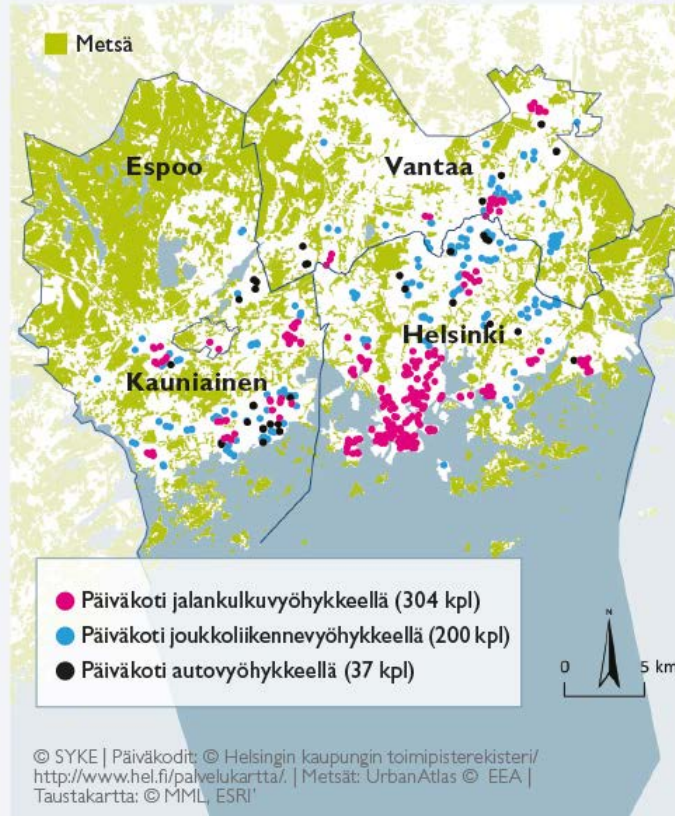 Metsä
Espoo
Vantaa
Helsinki
Kauniainen
Päiväkoti jalankulkuvyöhykkeellä (304 kpl)
Päiväkoti joukkoliikennevyöhykkeellä (200 kpl)
Päiväkoti autovyöhykkeellä (37 kpl)
N
0 5 km
© SYKE | Päiväkodit: © Helsingin kaupungin toimipisterekisteri/
http://www.hel.fi/palvelukartta/. | Metsät: UrbanAtlas © EEA |
Taustakartta: © MML, ESRI'